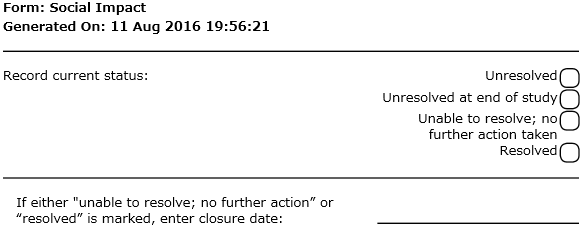 Form: Social Impact
Generated On: 11 Aug 2016 19:56:21
Record current status:
Unresolved
Unresolved at end of study
Unable to resolve; no
further action taken
Resolved
If either "unable to resolve; no further action” or
“resolved” is marked, enter closure date: